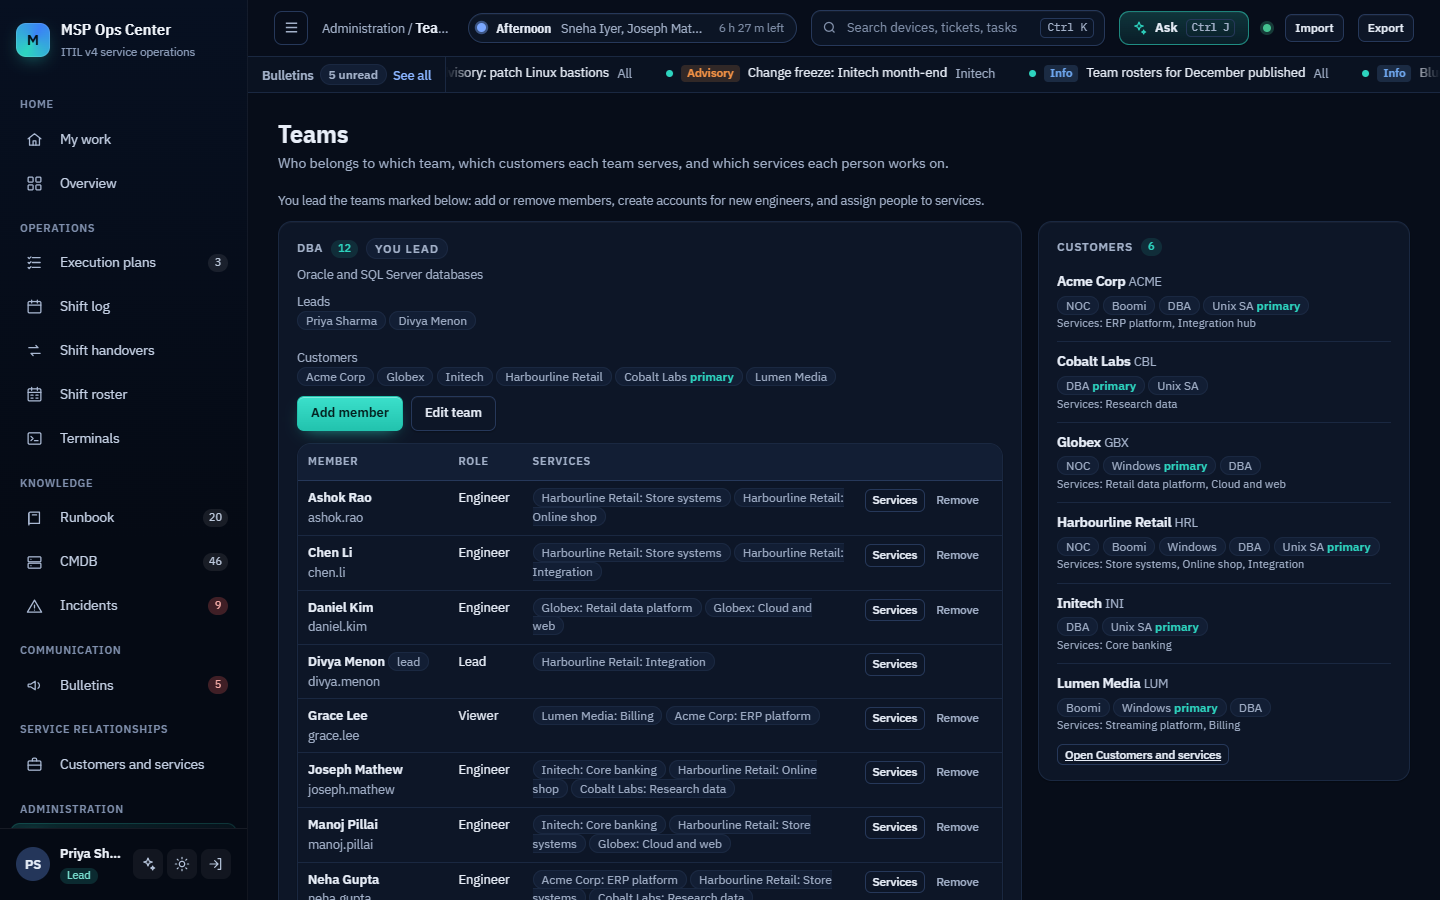 M
MSP Ops Center
ITIL v4 service operations
HOME
My work
Overview
OPERATIONS
Execution plans 3
Shift log
Shift handovers
Shift roster
Terminals
KNOWLEDGE
Runbook 20
CMDB 46
Incidents 9
COMMUNICATION
Bulletins 5
SERVICE RELATIONSHIPS
Customers and services
ADMINISTRATION
PS
Priya Sh...
Lead
Administration / Tea...
Afternoon Sneha Iyer, Joseph Mat... 6 h 27 m left
Search devices, tickets, tasks Ctrl K
Ask Ctrl J
Import
Export
Bulletins 5 unread See all
visory: patch Linux bastions All
Advisory Change freeze: Initech month-end Initech
Info Team rosters for December published All
Info Blu
Teams
Who belongs to which team, which customers each team serves, and which services each person works on.
You lead the teams marked below: add or remove members, create accounts for new engineers, and assign people to services.
DBA 12 YOU LEAD
Oracle and SQL Server databases
Leads
Priya Sharma Divya Menon
Customers
Acme Corp Globex Initech Harbourline Retail Cobalt Labs primary Lumen Media
Add member Edit team
MEMBER ROLE SERVICES
Ashok Rao Engineer Harbourline Retail: Store systems Harbourline Retail: Services Remove
ashok.rao Online shop
Chen Li Engineer Harbourline Retail: Store systems Harbourline Retail: Services Remove
chen.li Integration
Daniel Kim Engineer Globex: Retail data platform Globex: Cloud and Services Remove
daniel.kim web
Divya Menon lead Lead Harbourline Retail: Integration Services
divya.menon
Grace Lee Viewer Lumen Media: Billing Acme Corp: ERP platform Services Remove
grace.lee
Joseph Mathew Engineer Initech: Core banking Harbourline Retail: Online Services Remove
joseph.mathew shop Cobalt Labs: Research data
Manoj Pillai Engineer Initech: Core banking Harbourline Retail: Store Services Remove
manoj.pillai systems Globex: Cloud and web
Neha Gupta Engineer Acme Corp: ERP platform Harbourline Retail: Store Services Remove
neha.gupta systems Cobalt Labs: Research data
CUSTOMERS 6
Acme Corp ACME
NOC Boomi DBA Unix SA primary
Services: ERP platform, Integration hub
Cobalt Labs CBL
DBA primary Unix SA
Services: Research data
Globex GBX
NOC Windows primary DBA
Services: Retail data platform, Cloud and web
Harbourline Retail HRL
NOC Boomi Windows DBA Unix SA primary
Services: Store systems, Online shop, Integration
Initech INI
DBA Unix SA primary
Services: Core banking
Lumen Media LUM
Boomi Windows primary DBA
Services: Streaming platform, Billing
Open Customers and services